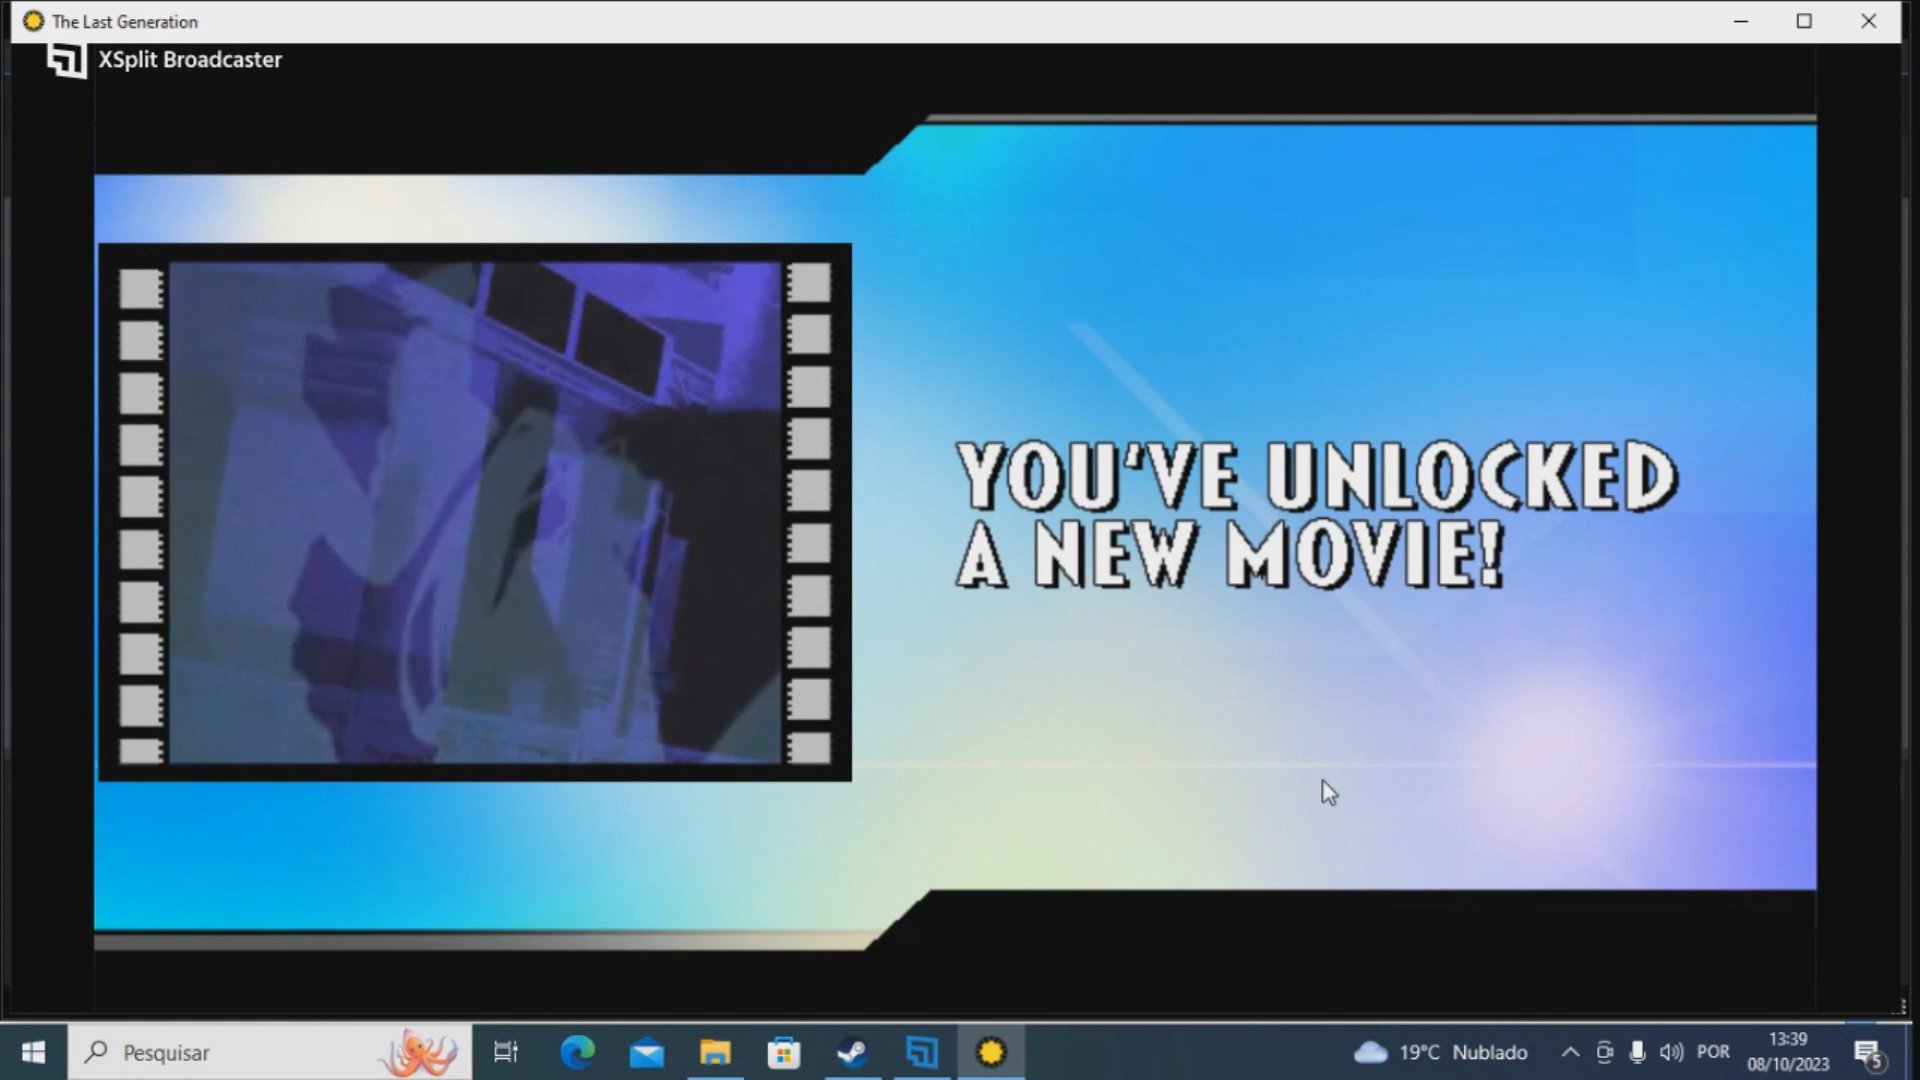 The Last Generation
XSplit Broadcaster
YOU'VE UNLOCKED
A NEW MOVIE!
Pesquisar
19°C Nublado
POR
13:39
08/10/2023
5